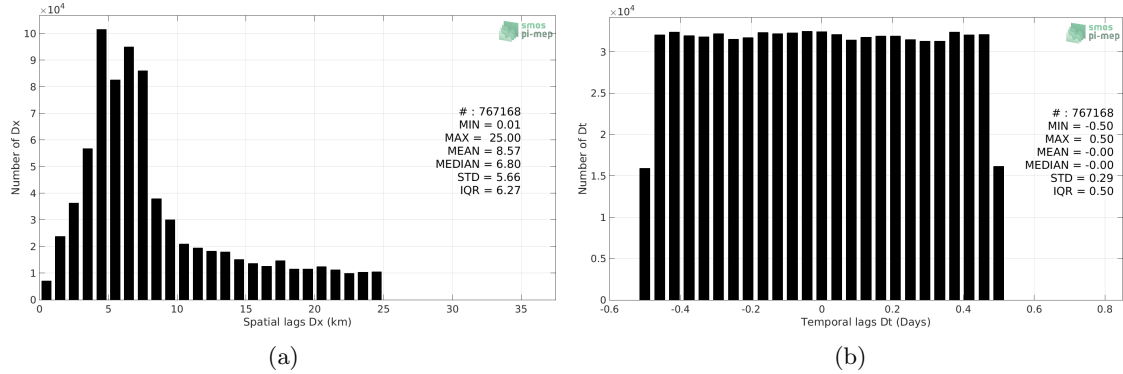 ×10⁴
smos
pi-mep
10
9
8
7
6
5
4
3
2
1
0
Number of Dx
# : 767168
MIN = 0.01
MAX = 25.00
MEAN = 8.57
MEDIAN = 6.80
STD = 5.66
IQR = 6.27
0 5 10 15 20 25 30 35
Spatial lags Dx (km)
(a)
×10⁴
smos
pi-mep
3
2.5
2
1.5
1
0.5
0
Number of Dt
# : 767168
MIN = -0.50
MAX = 0.50
MEAN = -0.00
MEDIAN = -0.00
STD = 0.29
IQR = 0.50
-0.6 -0.4 -0.2 0 0.2 0.4 0.6 0.8
Temporal lags Dt (Days)
(b)